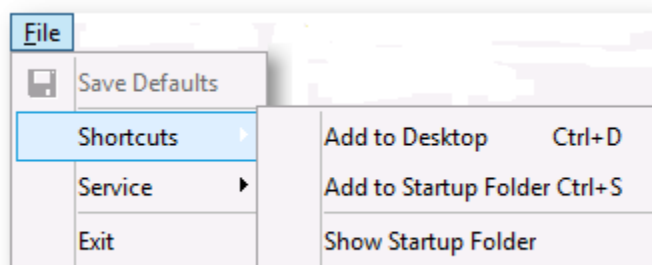 File
Save Defaults
Shortcuts
Add to Desktop Ctrl+D
Service
Add to Startup Folder Ctrl+S
Exit
Show Startup Folder